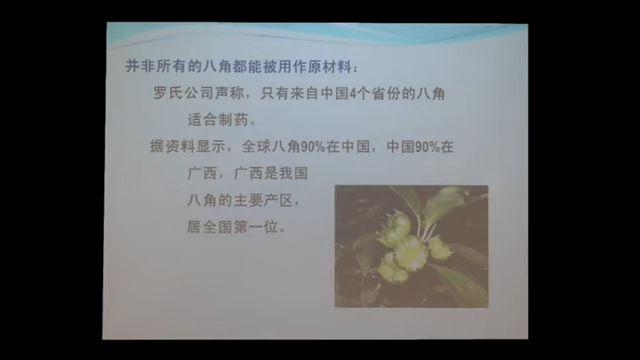 并非所有的八角都能被用作原材料：
罗氏公司声称，只有来自中国4个省份的八角
适合制药。
据资料显示，全球八角90%在中国，中国90%在
广西，广西是我国
八角的主要产区，
居全国第一位。